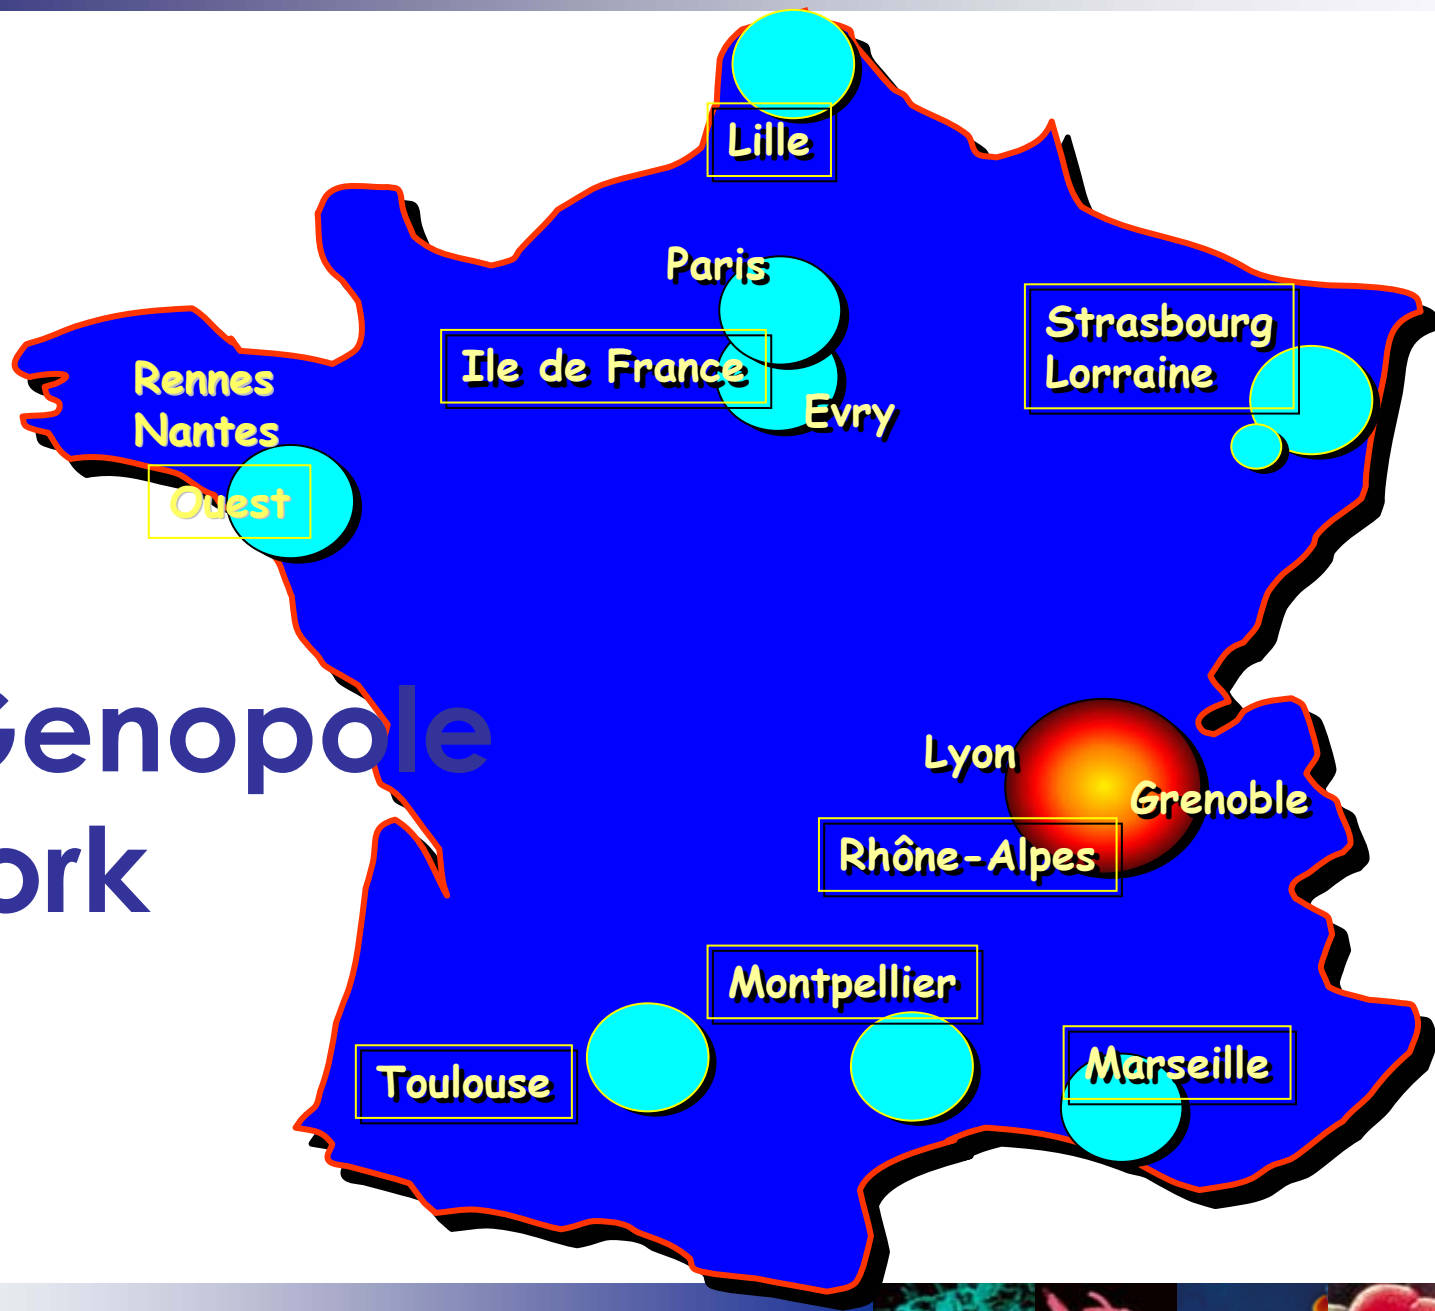 Lille
Paris
Strasbourg
Lorraine
Ile de France
Evry
Rennes
Nantes
Ouest
Genopole
ork
Lyon
Grenoble
Rhône-Alpes
Montpellier
Toulouse
Marseille